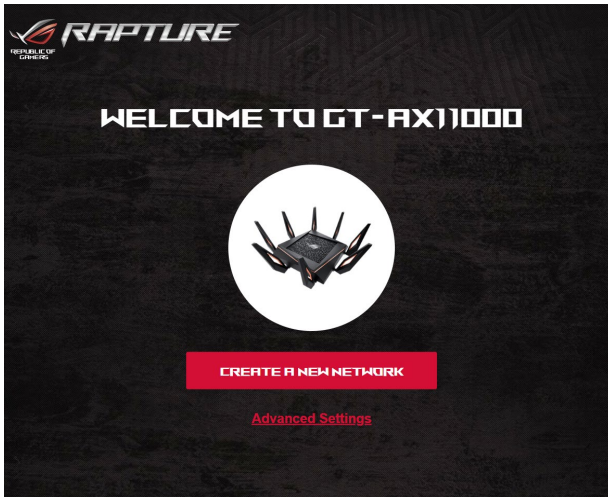 RAPTURE
REPUBLIC OF
GAMERS
WELCOME TO GT-AX11000
CREATE A NEW NETWORK
Advanced Settings